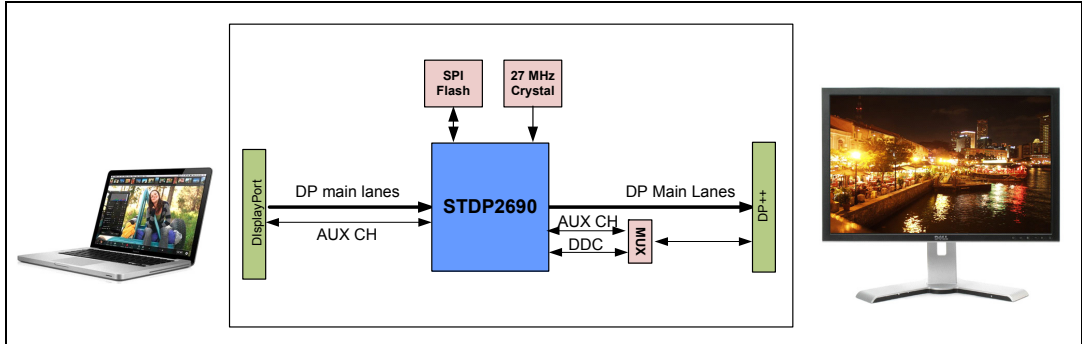 SPI
Flash
27 MHz
Crystal
DIsplayPort
DP main lanes
AUX CH
STDP2690
DP Main Lanes
AUX CH
DDC
MUX
DP++
DELL